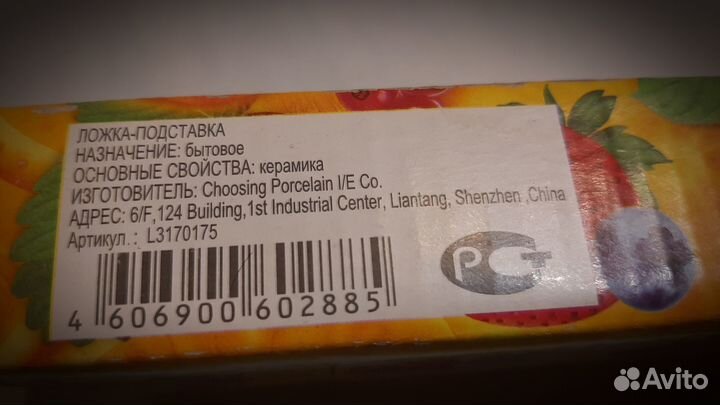 ЛОЖКА-ПОДСТАВКА
НАЗНАЧЕНИЕ: бытовое
ОСНОВНЫЕ СВОЙСТВА: керамика
ИЗГОТОВИТЕЛЬ: Choosing Porcelain I/E Co.
АДРЕС: 6/F,124 Building,1st Industrial Center, Liantang, Shenzhen ,China
Артикул. : L3170175
РСТ
4 606900 602885
Avito